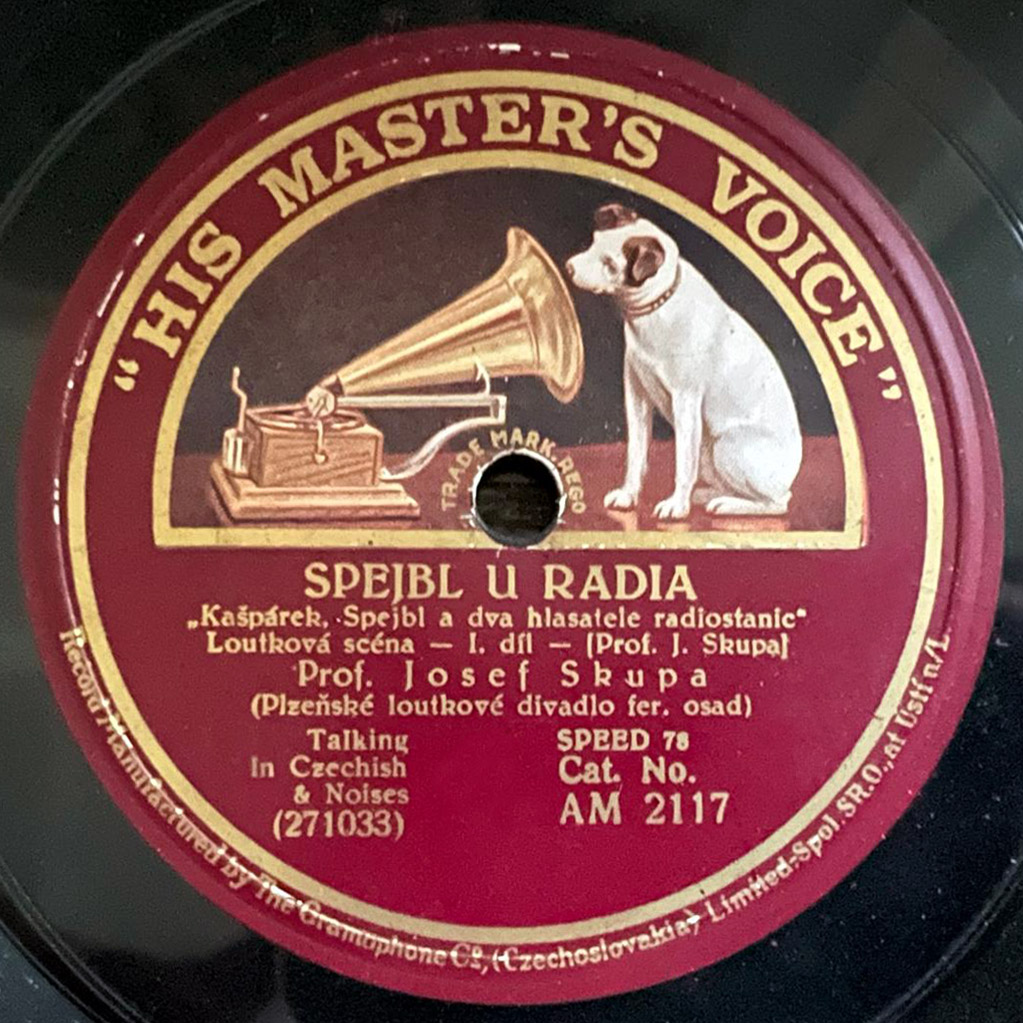 “HIS MASTER'S VOICE”
TRADE MARK. REGD
SPEJBL U RADIA
„Kašpárek, Spejbl a dva hlasatele radiostanic“
Loutková scéna — I. díl — (Prof. J. Skupa)
Prof. Josef Skupa
(Plzeňské loutkové divadlo fer. osad)
Talking
In Czechish
& Noises
(271033)
SPEED 78
Cat. No.
AM 2117
Record Manufactured by The Gramophone Co., (Czechoslovakia) Limited-Spol. SR.O., at Ustí n/L